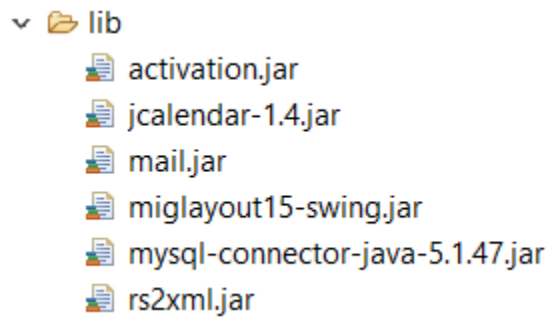 lib
activation.jar
jcalendar-1.4.jar
mail.jar
miglayout15-swing.jar
mysql-connector-java-5.1.47.jar
rs2xml.jar